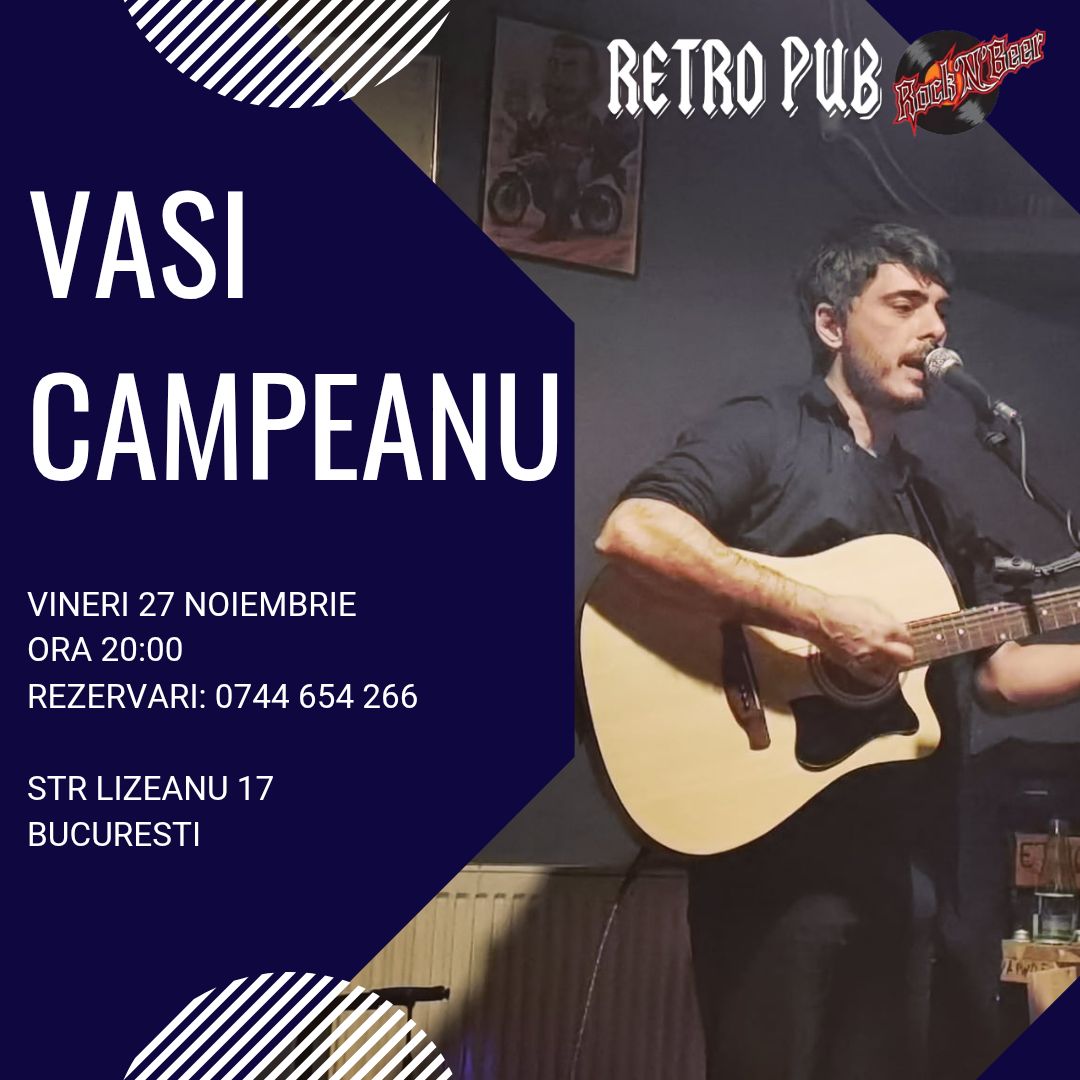 RETRO PUB
Rock'N'Beer
VASI
CAMPEANU
VINERI 27 NOIEMBRIE
ORA 20:00
REZERVARI: 0744 654 266
STR LIZEANU 17
BUCURESTI